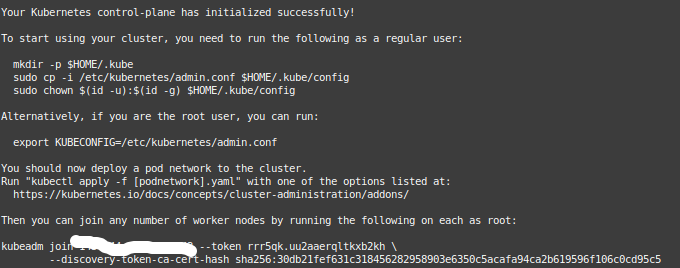 Your Kubernetes control-plane has initialized successfully!
To start using your cluster, you need to run the following as a regular user:
mkdir -p $HOME/.kube
sudo cp -i /etc/kubernetes/admin.conf $HOME/.kube/config
sudo chown $(id -u):$(id -g) $HOME/.kube/config
Alternatively, if you are the root user, you can run:
export KUBECONFIG=/etc/kubernetes/admin.conf
You should now deploy a pod network to the cluster.
Run "kubectl apply -f [podnetwork].yaml" with one of the options listed at:
https://kubernetes.io/docs/concepts/cluster-administration/addons/
Then you can join any number of worker nodes by running the following on each as root:
kubeadm join --token rrr5qk.uu2aaerqltkxb2kh \
--discovery-token-ca-cert-hash sha256:30db21fef631c318456282958903e6350c5acafa94ca2b619596f106c0cd95c5